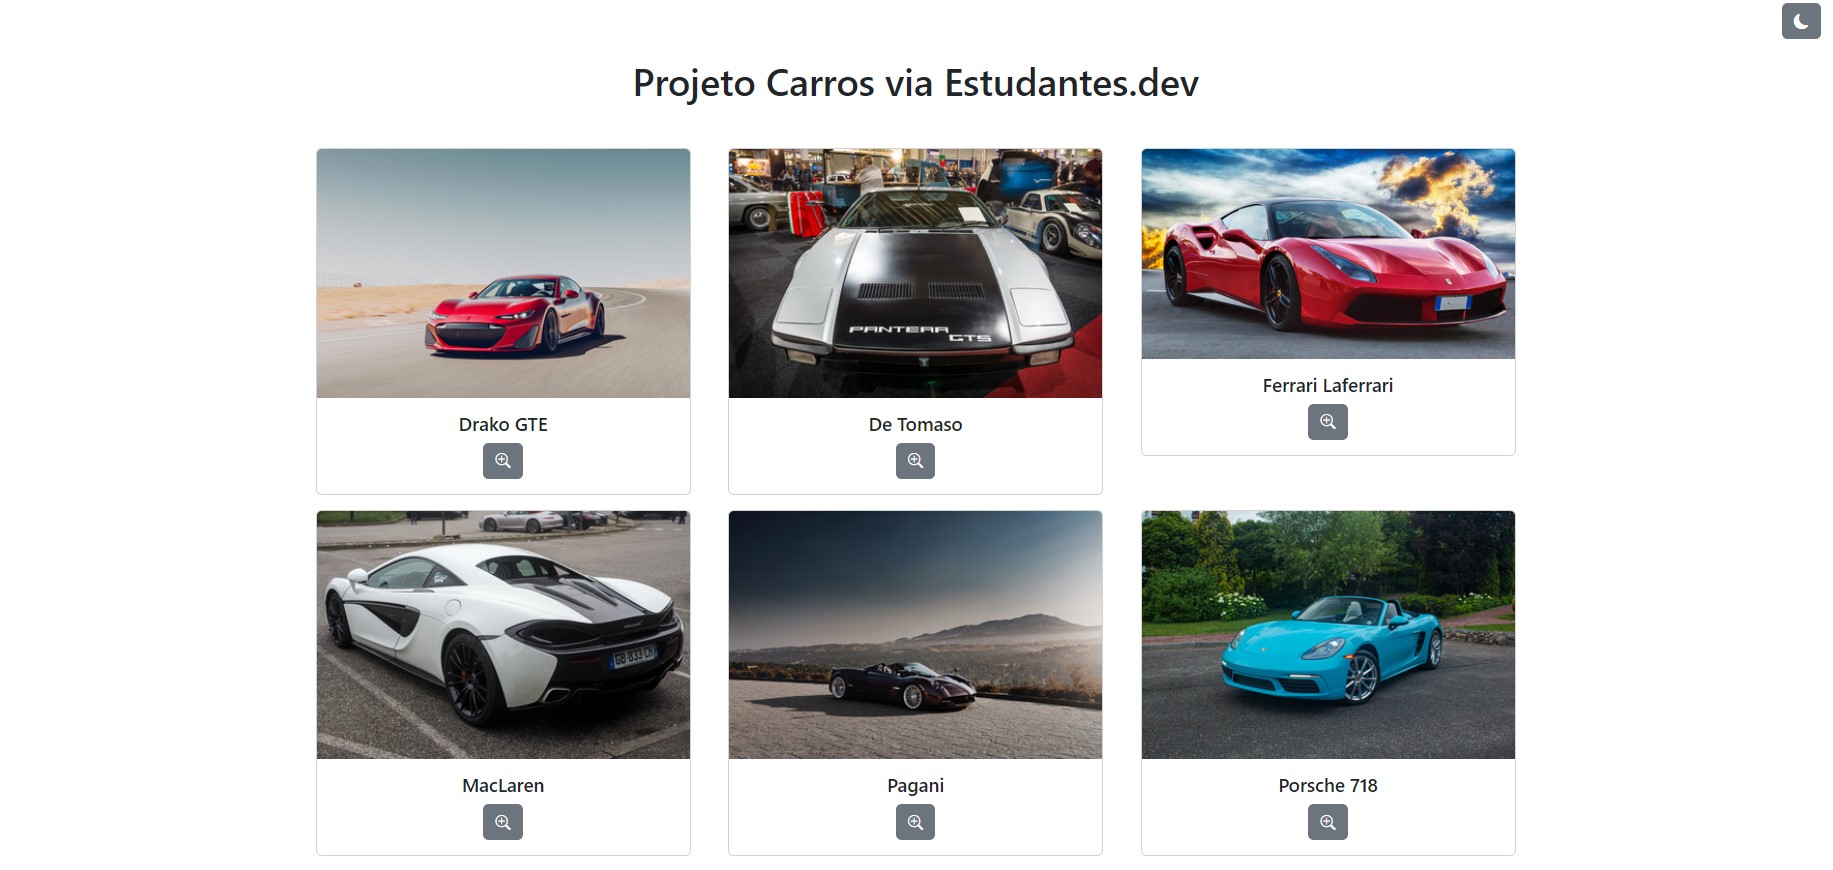 Projeto Carros via Estudantes.dev
PANTERA
GTS
Drako GTE
De Tomaso
Ferrari Laferrari
GB-833-CR
MacLaren
Pagani
Porsche 718